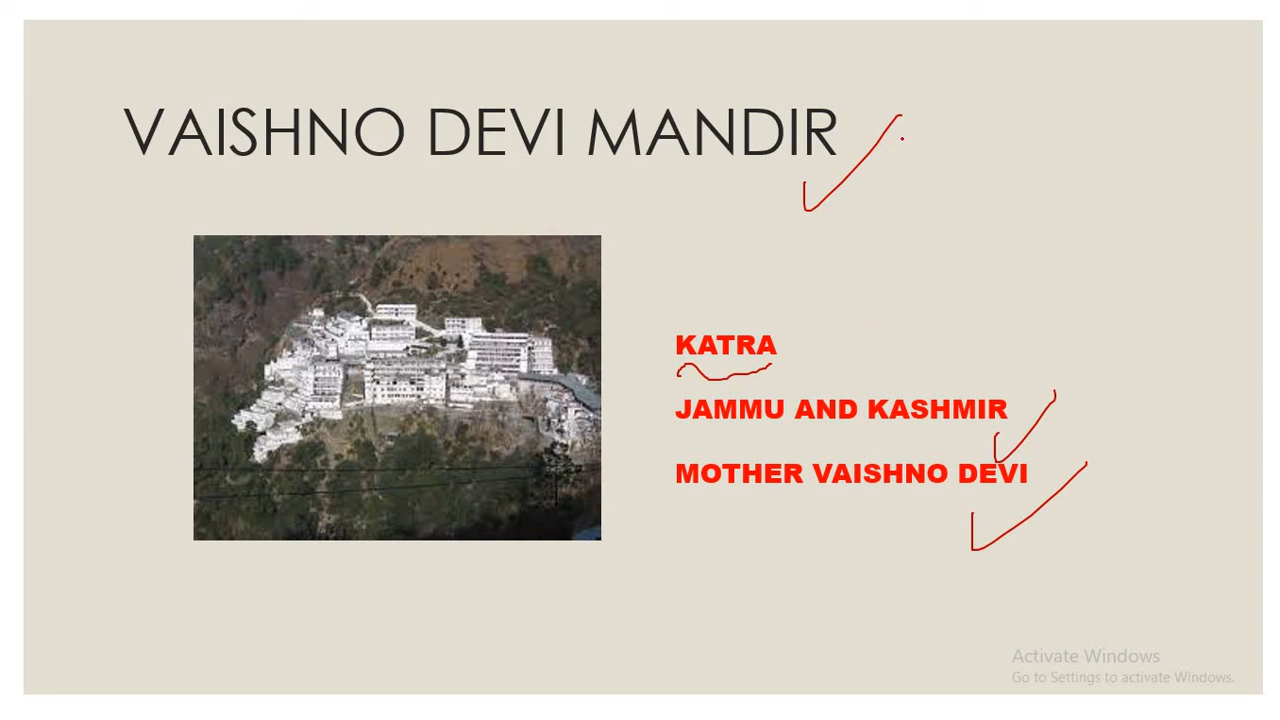 VAISHNO DEVI MANDIR
KATRA
JAMMU AND KASHMIR
MOTHER VAISHNO DEVI
Activate Windows
Go to Settings to activate Windows.